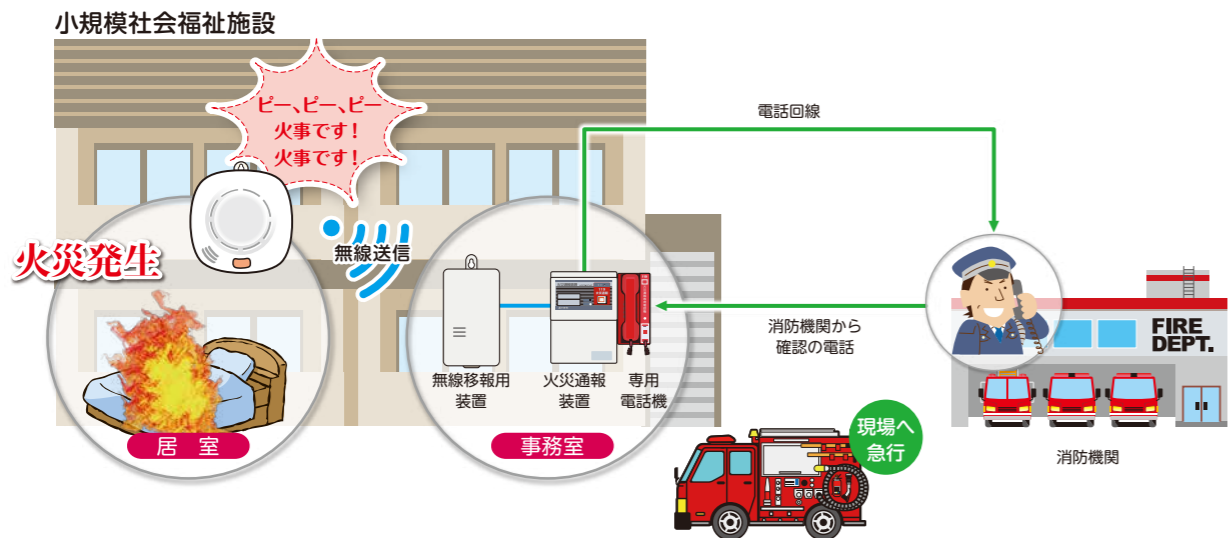 小規模社会福祉施設
ピー、ピー、ピー
火事です！
火事です！
電話回線
無線送信
火災発生
消防機関から
確認の電話
FIRE
DEPT.
無線移報用
装置
火災通報
装置
専用
電話機
居 室
事務室
現場へ
急行
消防機関